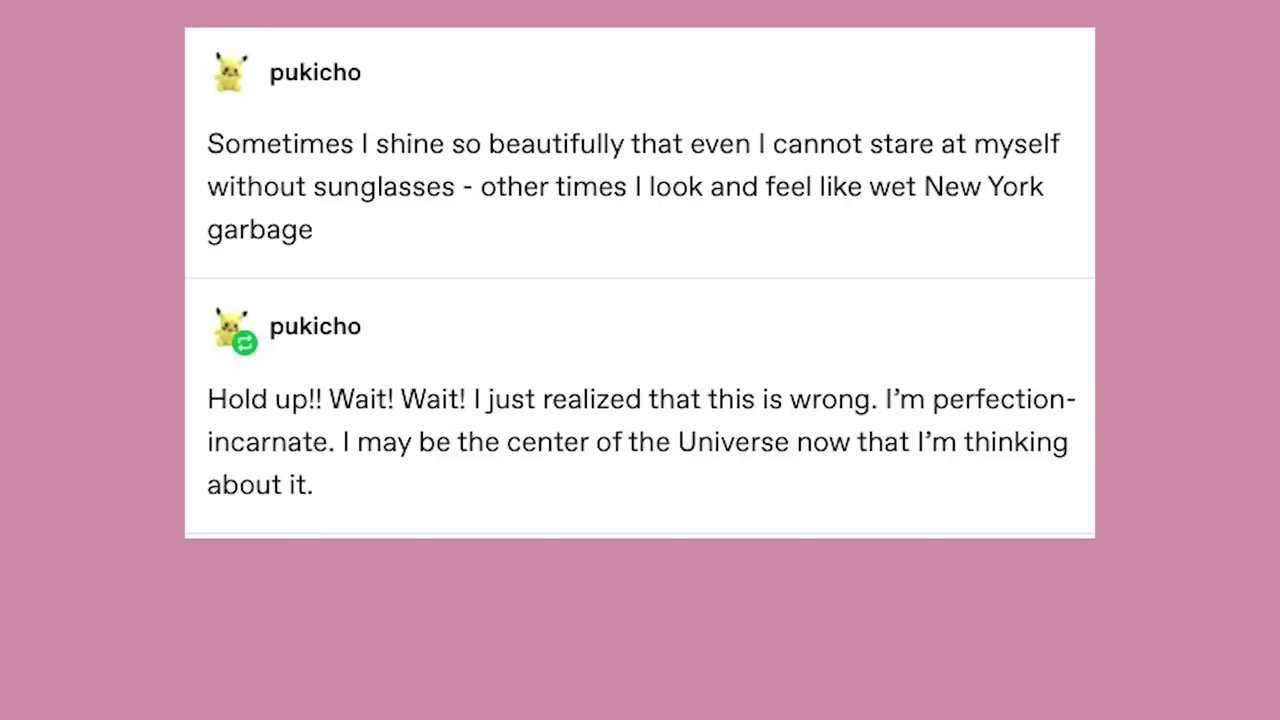 pukicho
Sometimes I shine so beautifully that even I cannot stare at myself
without sunglasses - other times I look and feel like wet New York
garbage
pukicho
Hold up!! Wait! Wait! I just realized that this is wrong. I’m perfection-
incarnate. I may be the center of the Universe now that I’m thinking
about it.